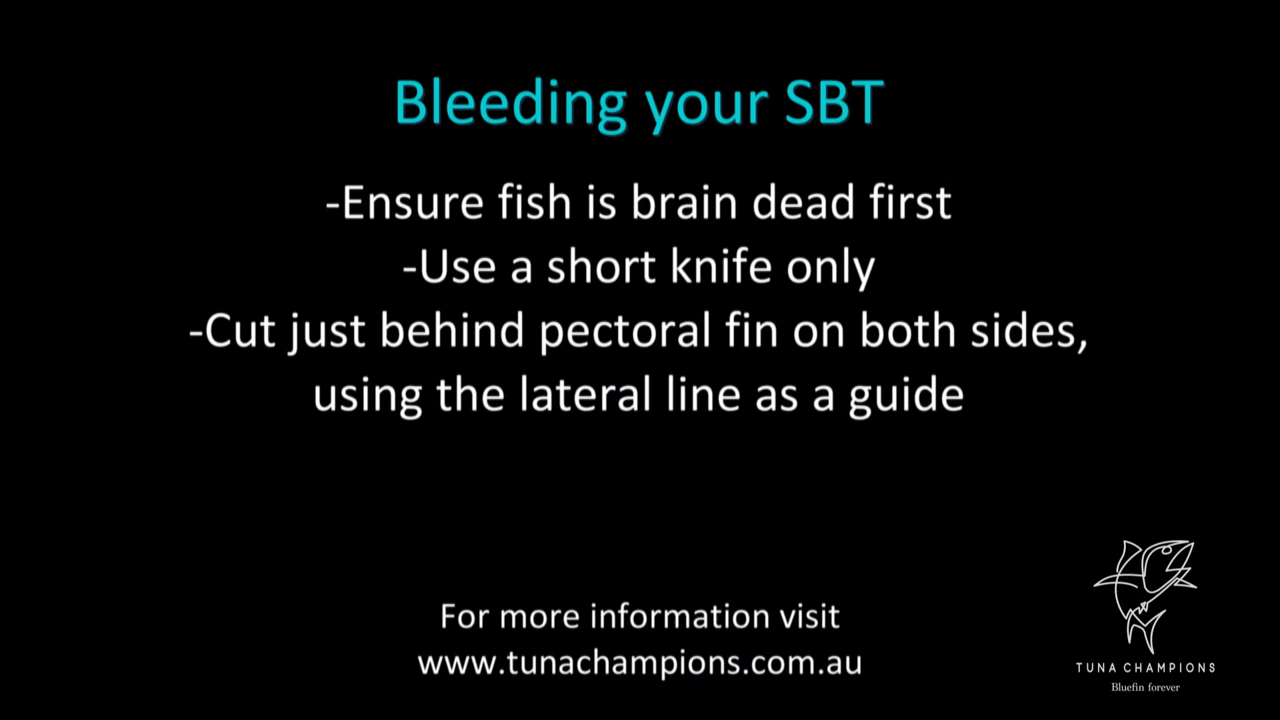 Bleeding your SBT
-Ensure fish is brain dead first
-Use a short knife only
-Cut just behind pectoral fin on both sides,
using the lateral line as a guide
For more information visit
www.tunachampions.com.au
TUNA CHAMPIONS
Bluefin forever